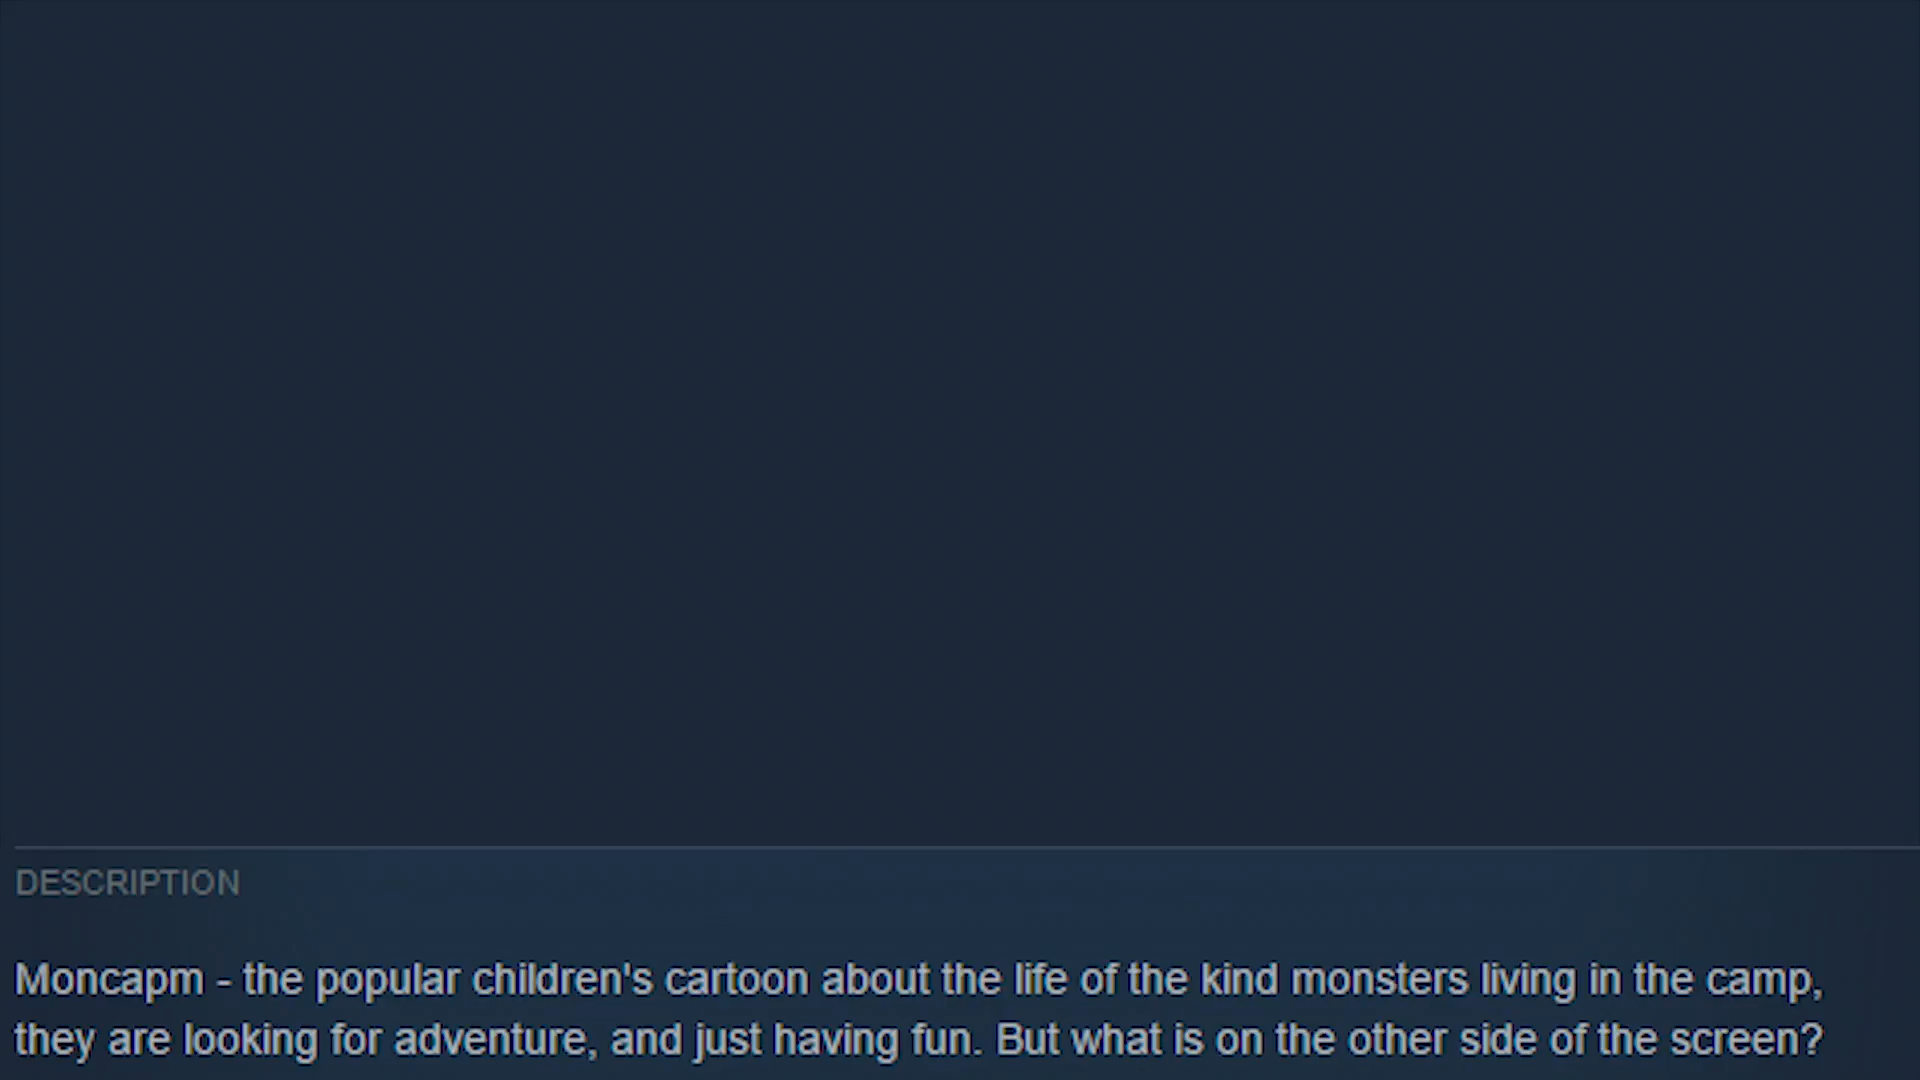 DESCRIPTION
Moncapm - the popular children's cartoon about the life of the kind monsters living in the camp,
they are looking for adventure, and just having fun. But what is on the other side of the screen?